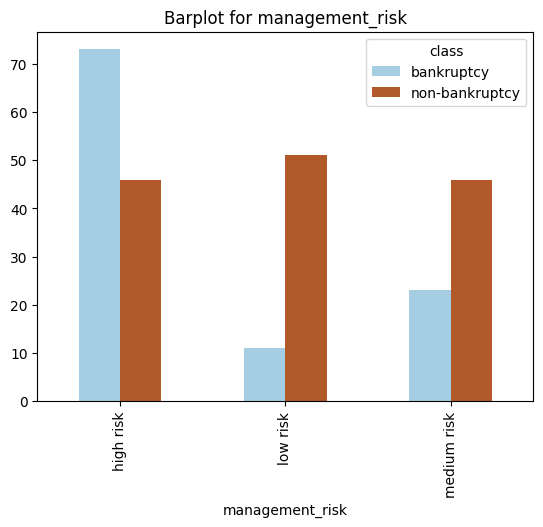 Barplot for management_risk
class
bankruptcy
non-bankruptcy
70
60
50
40
30
20
10
0
high risk
low risk
medium risk
management_risk